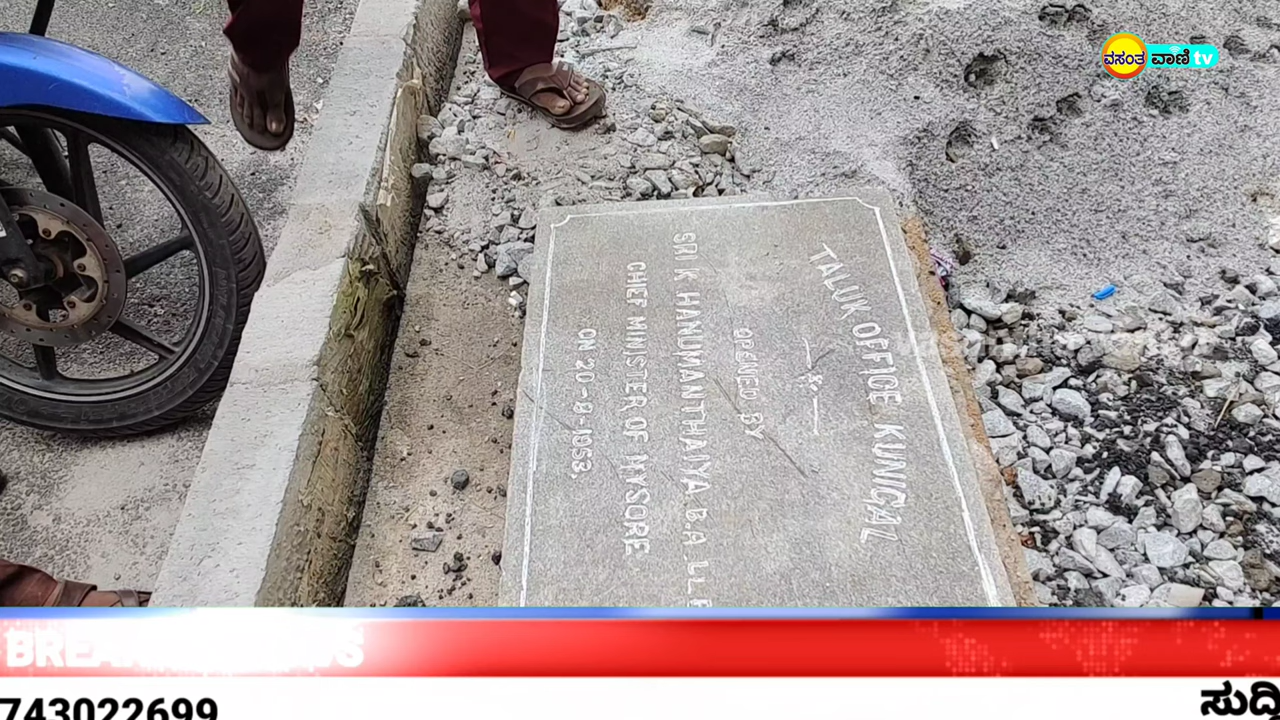 ವಸಂತ ವಾಣಿ tv
TALUK OFFICE KUNIGAL
OPENED BY
SRI K HANUMANTHAIYA B.A. LL.B
CHIEF MINISTER OF MYSORE
ON 20-9-1953
743022699
ಸುದ್ದಿ